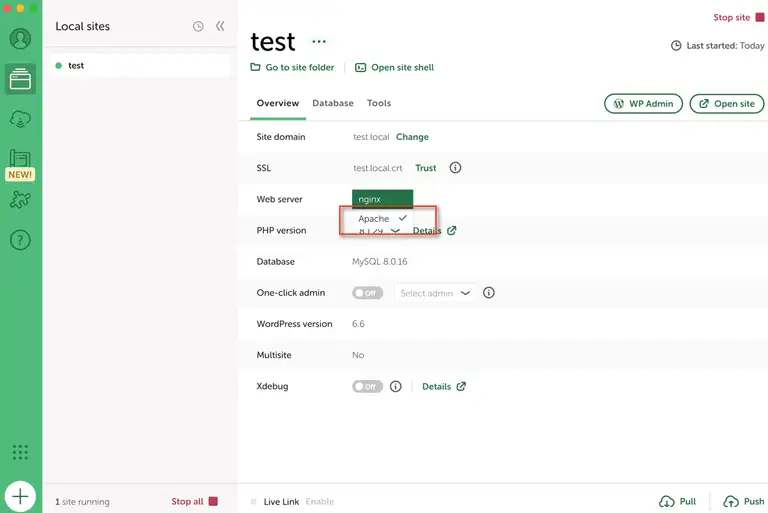 Local sites
test
NEW!
1 site running
Stop all
Stop site
test
Last started: Today
Go to site folder
Open site shell
Overview Database Tools
WP Admin
Open site
Site domain test.local Change
SSL test.local.crt Trust
Web server nginx
Apache
PHP version 8.1.29 Details
Database MySQL 8.0.16
One-click admin Off Select admin
WordPress version 6.6
Multisite No
Xdebug Off Details
Live Link Enable
Pull
Push